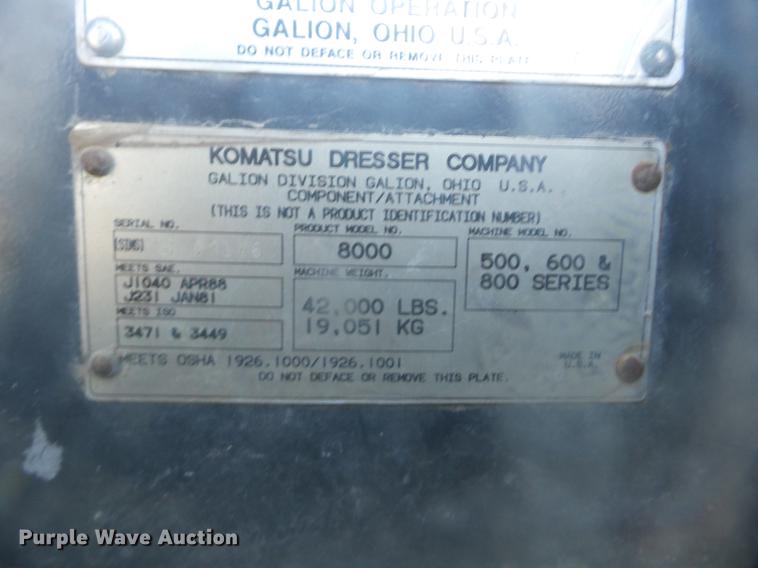 GALION OPERATION
GALION, OHIO U.S.A.
DO NOT DEFACE OR REMOVE THIS PLATE
KOMATSU DRESSER COMPANY
GALION DIVISION GALION, OHIO U.S.A.
COMPONENT/ATTACHMENT
(THIS IS NOT A PRODUCT IDENTIFICATION NUMBER)
SERIAL NO.
PRODUCT MODEL NO.
MACHINE MODEL NO.
8000
500, 600 &
800 SERIES
MEETS SAE.
J1040 APR88
J231 JAN81
MACHINE WEIGHT.
42,000 LBS.
19,051 KG
MEETS ISO
3471 & 3449
MEETS OSHA 1926.1000/1926.1001
MADE IN
U.S.A.
DO NOT DEFACE OR REMOVE THIS PLATE.
Purple Wave Auction